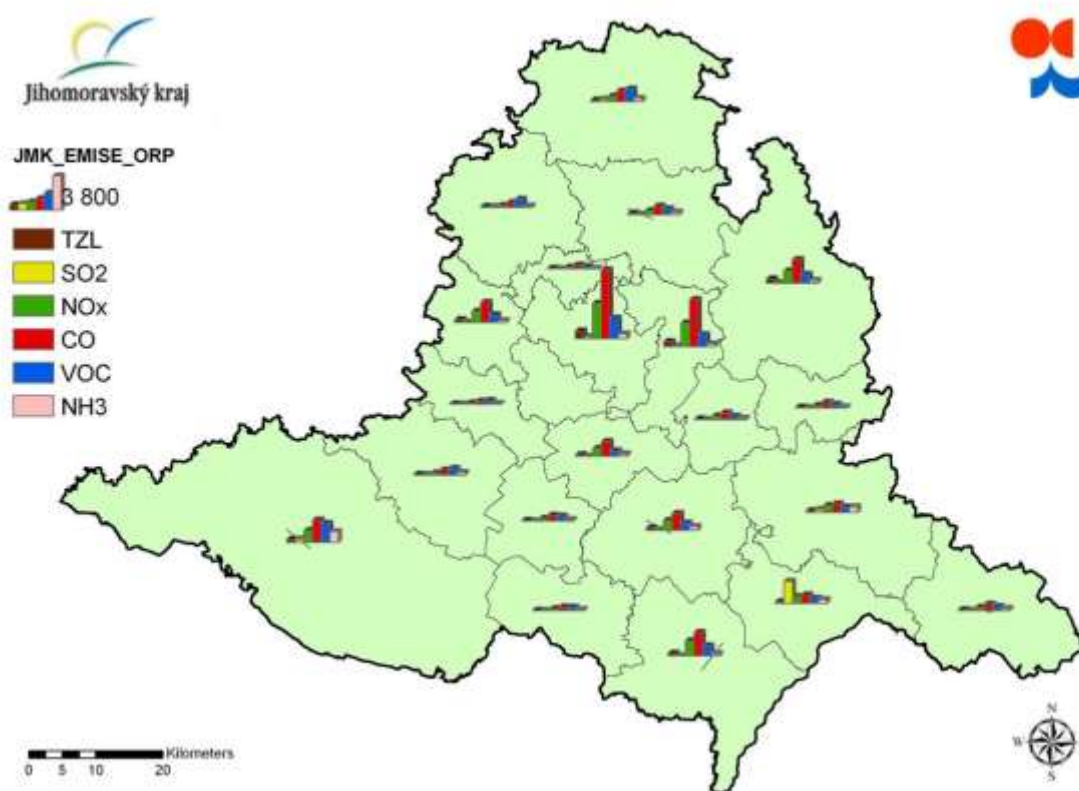 Jihomoravský kraj
JMK_EMISE_ORP
3 800
TZL
SO2
NOx
CO
VOC
NH3
Kilometers
0 5 10 20
N
W
S